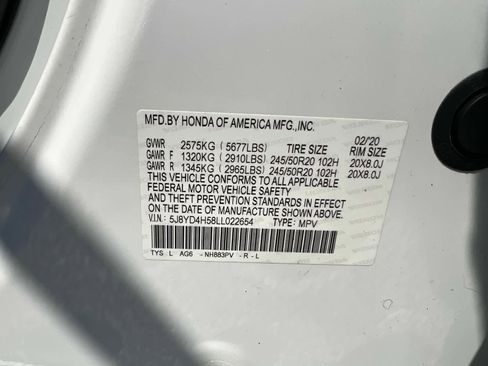 MFD.BY HONDA OF AMERICA MFG.,INC.
02/20
GVWR 2575KG ( 5677LBS) TIRE SIZE RIM SIZE
GAWR F 1320KG ( 2910LBS) 245/50R20 102H 20X8.0J
GAWR R 1345KG ( 2965LBS) 245/50R20 102H 20X8.0J
THIS VEHICLE CONFORMS TO ALL APPLICABLE
FEDERAL MOTOR VEHICLE SAFETY
AND THEFT PREVENTION STANDARDS IN EFFECT
ON THE DATE OF MANUFACTURE SHOWN ABOVE.
V.I.N.: 5J8YD4H58LL022654 TYPE: MPV
TYS L AG6 - NH883PV - R - L